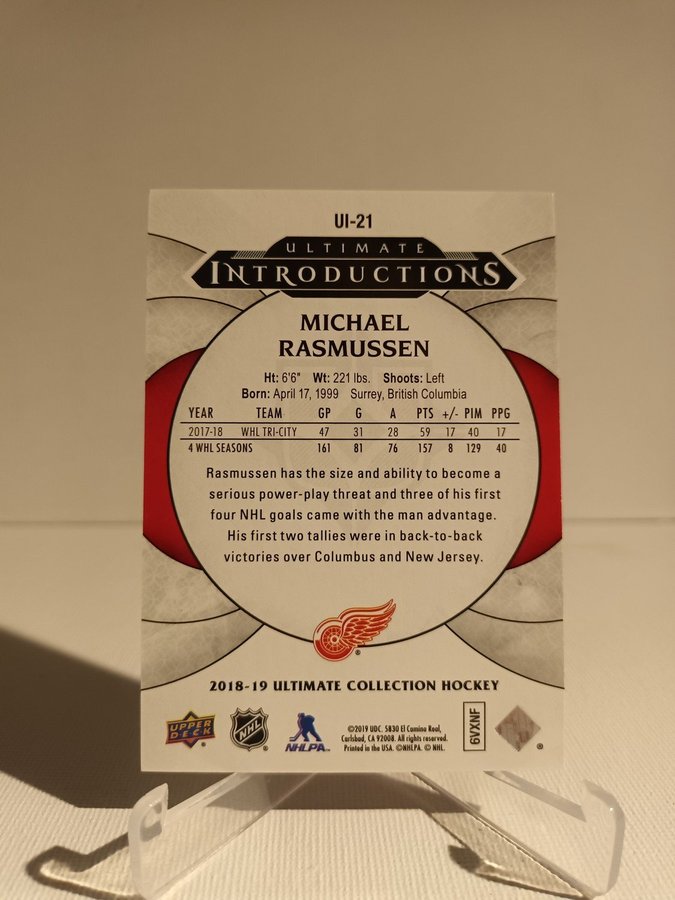 UI-21
ULTIMATE
INTRODUCTIONS
MICHAEL
RASMUSSEN
Ht: 6'6" Wt: 221 lbs. Shoots: Left
Born: April 17, 1999 Surrey, British Columbia
YEAR TEAM GP G A PTS +/- PIM PPG
2017-18 WHL TRI-CITY 47 31 28 59 17 40 17
4 WHL SEASONS 161 81 76 157 8 129 40
Rasmussen has the size and ability to become a
serious power-play threat and three of his first
four NHL goals came with the man advantage.
His first two tallies were in back-to-back
victories over Columbus and New Jersey.
®
2018-19 ULTIMATE COLLECTION HOCKEY
UPPER
DECK
NHL
NHLPA
©2019 UDC. 5830 El Camino Real,
Carlsbad, CA 92008. All rights reserved.
Printed in the USA. ©NHLPA. © NHL.
6VXNF
®